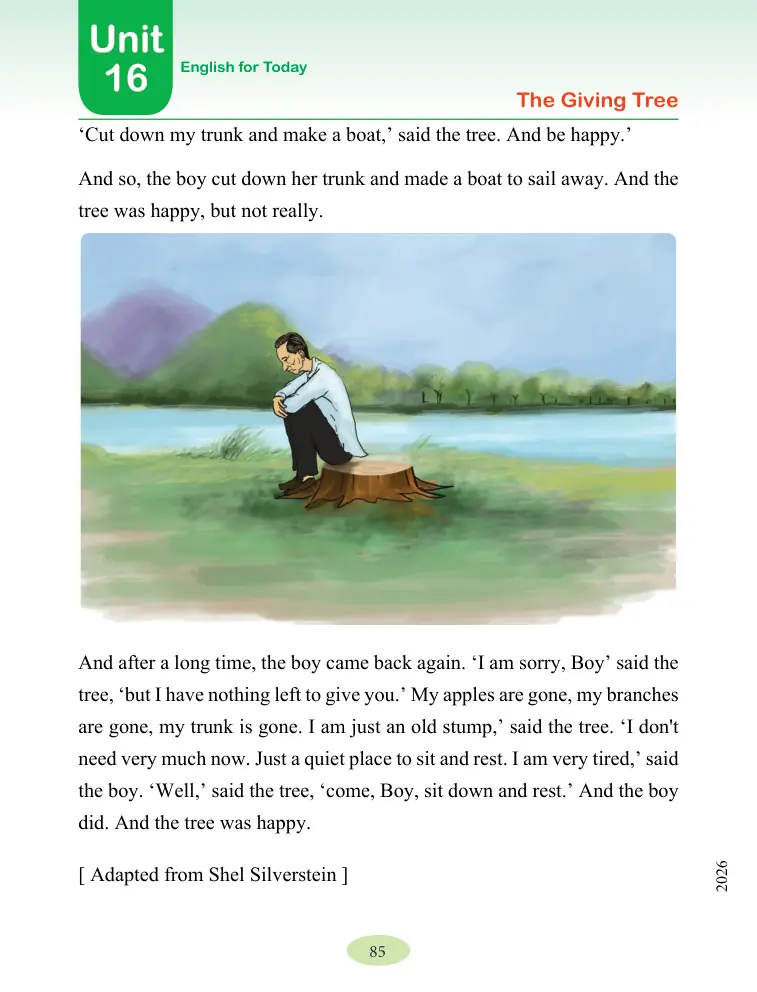 Unit
16
English for Today
The Giving Tree
‘Cut down my trunk and make a boat,’ said the tree. And be happy.’
And so, the boy cut down her trunk and made a boat to sail away. And the
tree was happy, but not really.
And after a long time, the boy came back again. ‘I am sorry, Boy’ said the
tree, ‘but I have nothing left to give you.’ My apples are gone, my branches
are gone, my trunk is gone. I am just an old stump,’ said the tree. ‘I don't
need very much now. Just a quiet place to sit and rest. I am very tired,’ said
the boy. ‘Well,’ said the tree, ‘come, Boy, sit down and rest.’ And the boy
did. And the tree was happy.
[ Adapted from Shel Silverstein ]
2026
85